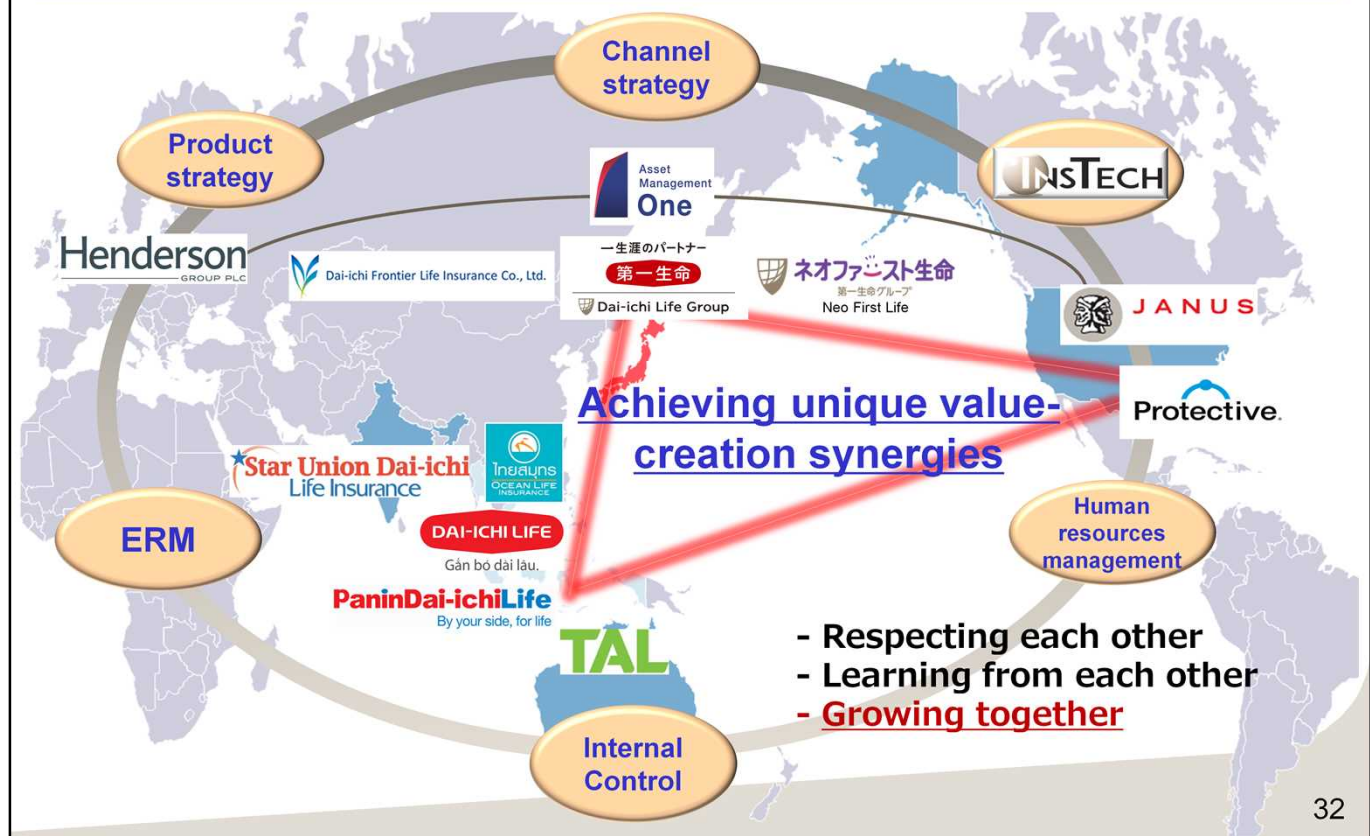 Channel
strategy
Product
strategy
INSTECH
Asset
Management
One
Henderson
GROUP PLC
Dai-ichi Frontier Life Insurance Co., Ltd.
一生涯のパートナー
第一生命
Dai-ichi Life Group
ネオファースト生命
第一生命グループ
Neo First Life
JANUS
Protective.
Achieving unique value-
creation synergies
Star Union Dai-ichi
Life Insurance
ไทยสมุทร
OCEAN LIFE
INSURANCE
DAI-ICHI LIFE
Gắn bó dài lâu.
ERM
Human
resources
management
PaninDai-ichiLife
By your side, for life
TAL
- Respecting each other
- Learning from each other
- Growing together
Internal
Control
32